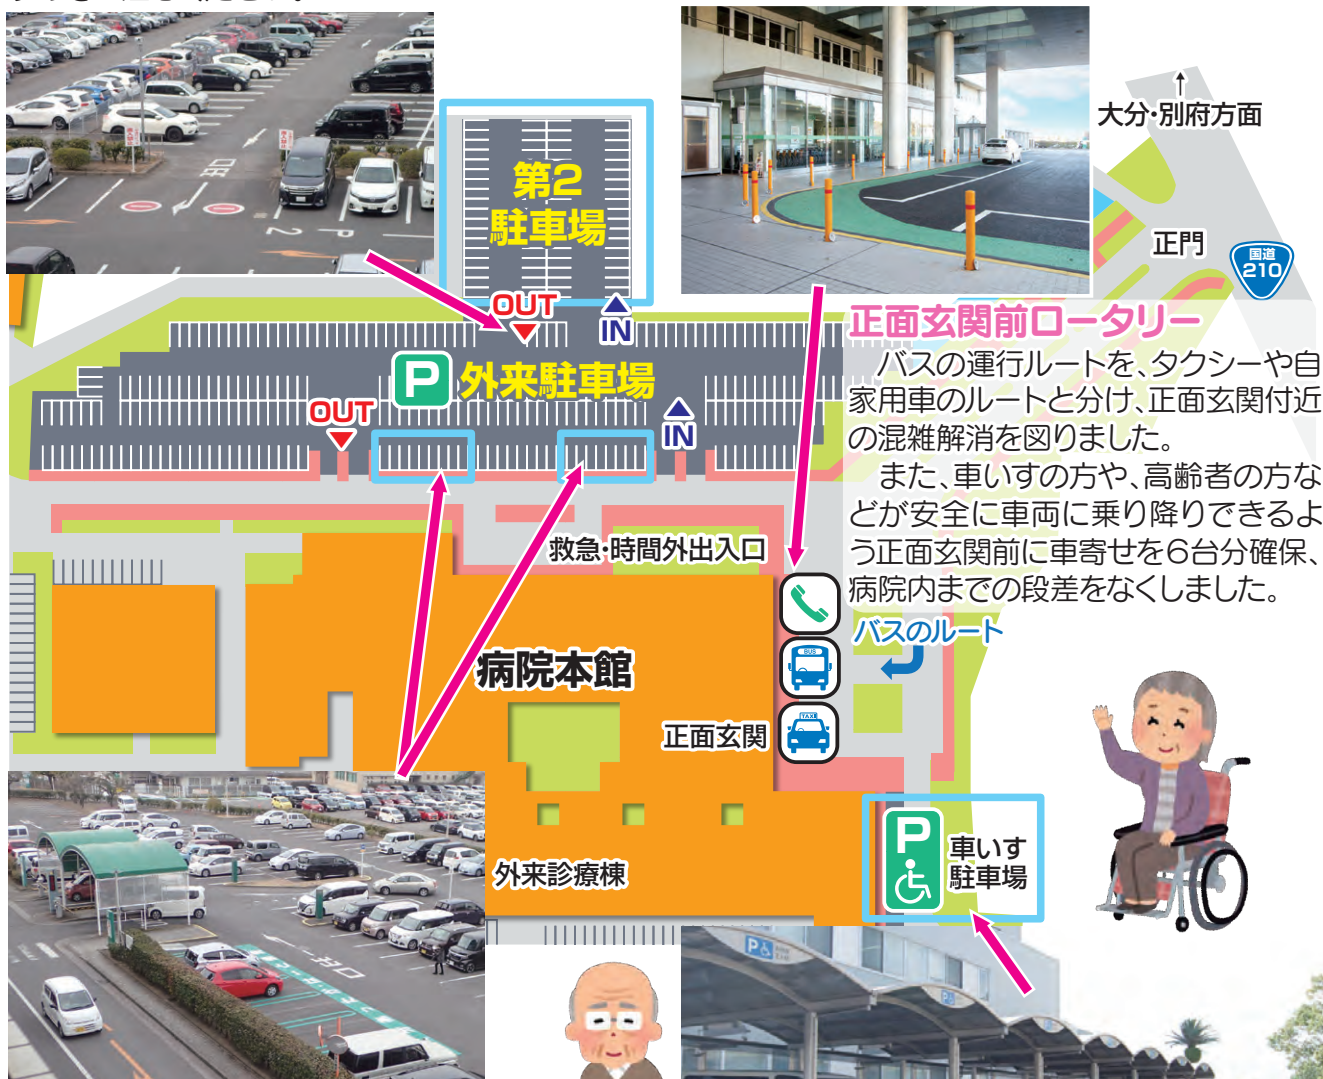 大分・別府方面
正門
国道
210
第2
駐車場
OUT
IN
P
外来駐車場
OUT
IN
正面玄関前ロータリー
バスの運行ルートを、タクシーや自
家用車のルートと分け、正面玄関付近
の混雑解消を図りました。
また、車いすの方や、高齢者の方な
どが安全に車両に乗り降りできるよ
う正面玄関前に車寄せを6台分確保、
病院内までの段差をなくしました。
救急・時間外出入口
バスのルート
BUS
病院本館
TAXI
正面玄関
外来診療棟
P
車いす
駐車場
P2
出口
出口
P